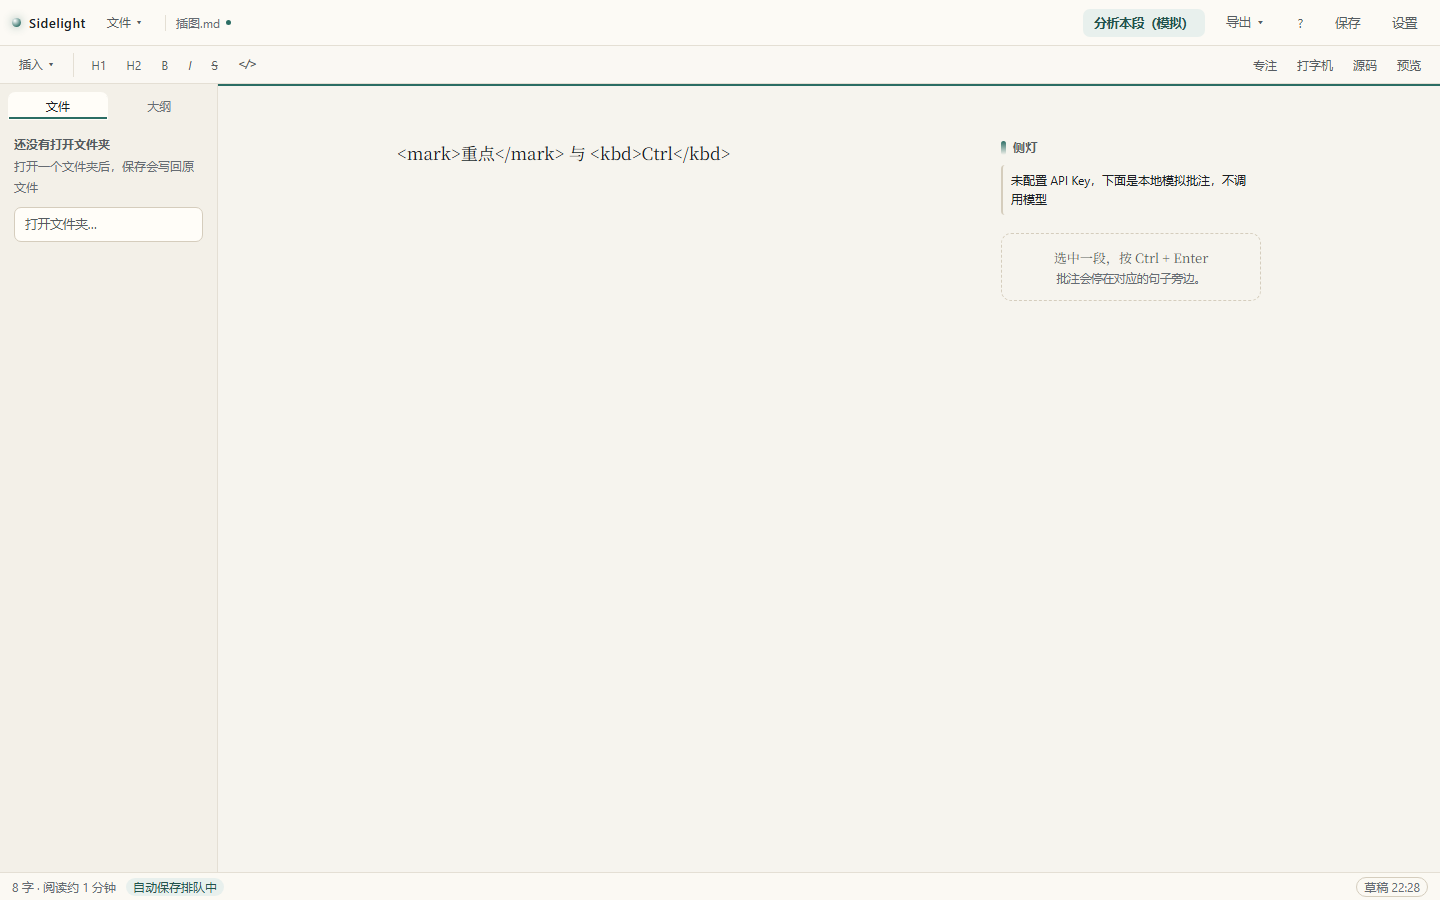 Sidelight 文件 ▾ 插图.md ● 分析本段（模拟） 导出 ▾ ? 保存 设置
插入 ▾ H1 H2 B I S </> 专注 打字机 源码 预览
文件 大纲
还没有打开文件夹
打开一个文件夹后，保存会写回原
文件
打开文件夹...
<mark>重点</mark> 与 <kbd>Ctrl</kbd>
侧灯
未配置 API Key，下面是本地模拟批注，不调
用模型
选中一段，按 Ctrl + Enter
批注会停在对应的句子旁边。
8 字 · 阅读约 1 分钟 自动保存排队中 草稿 22:28